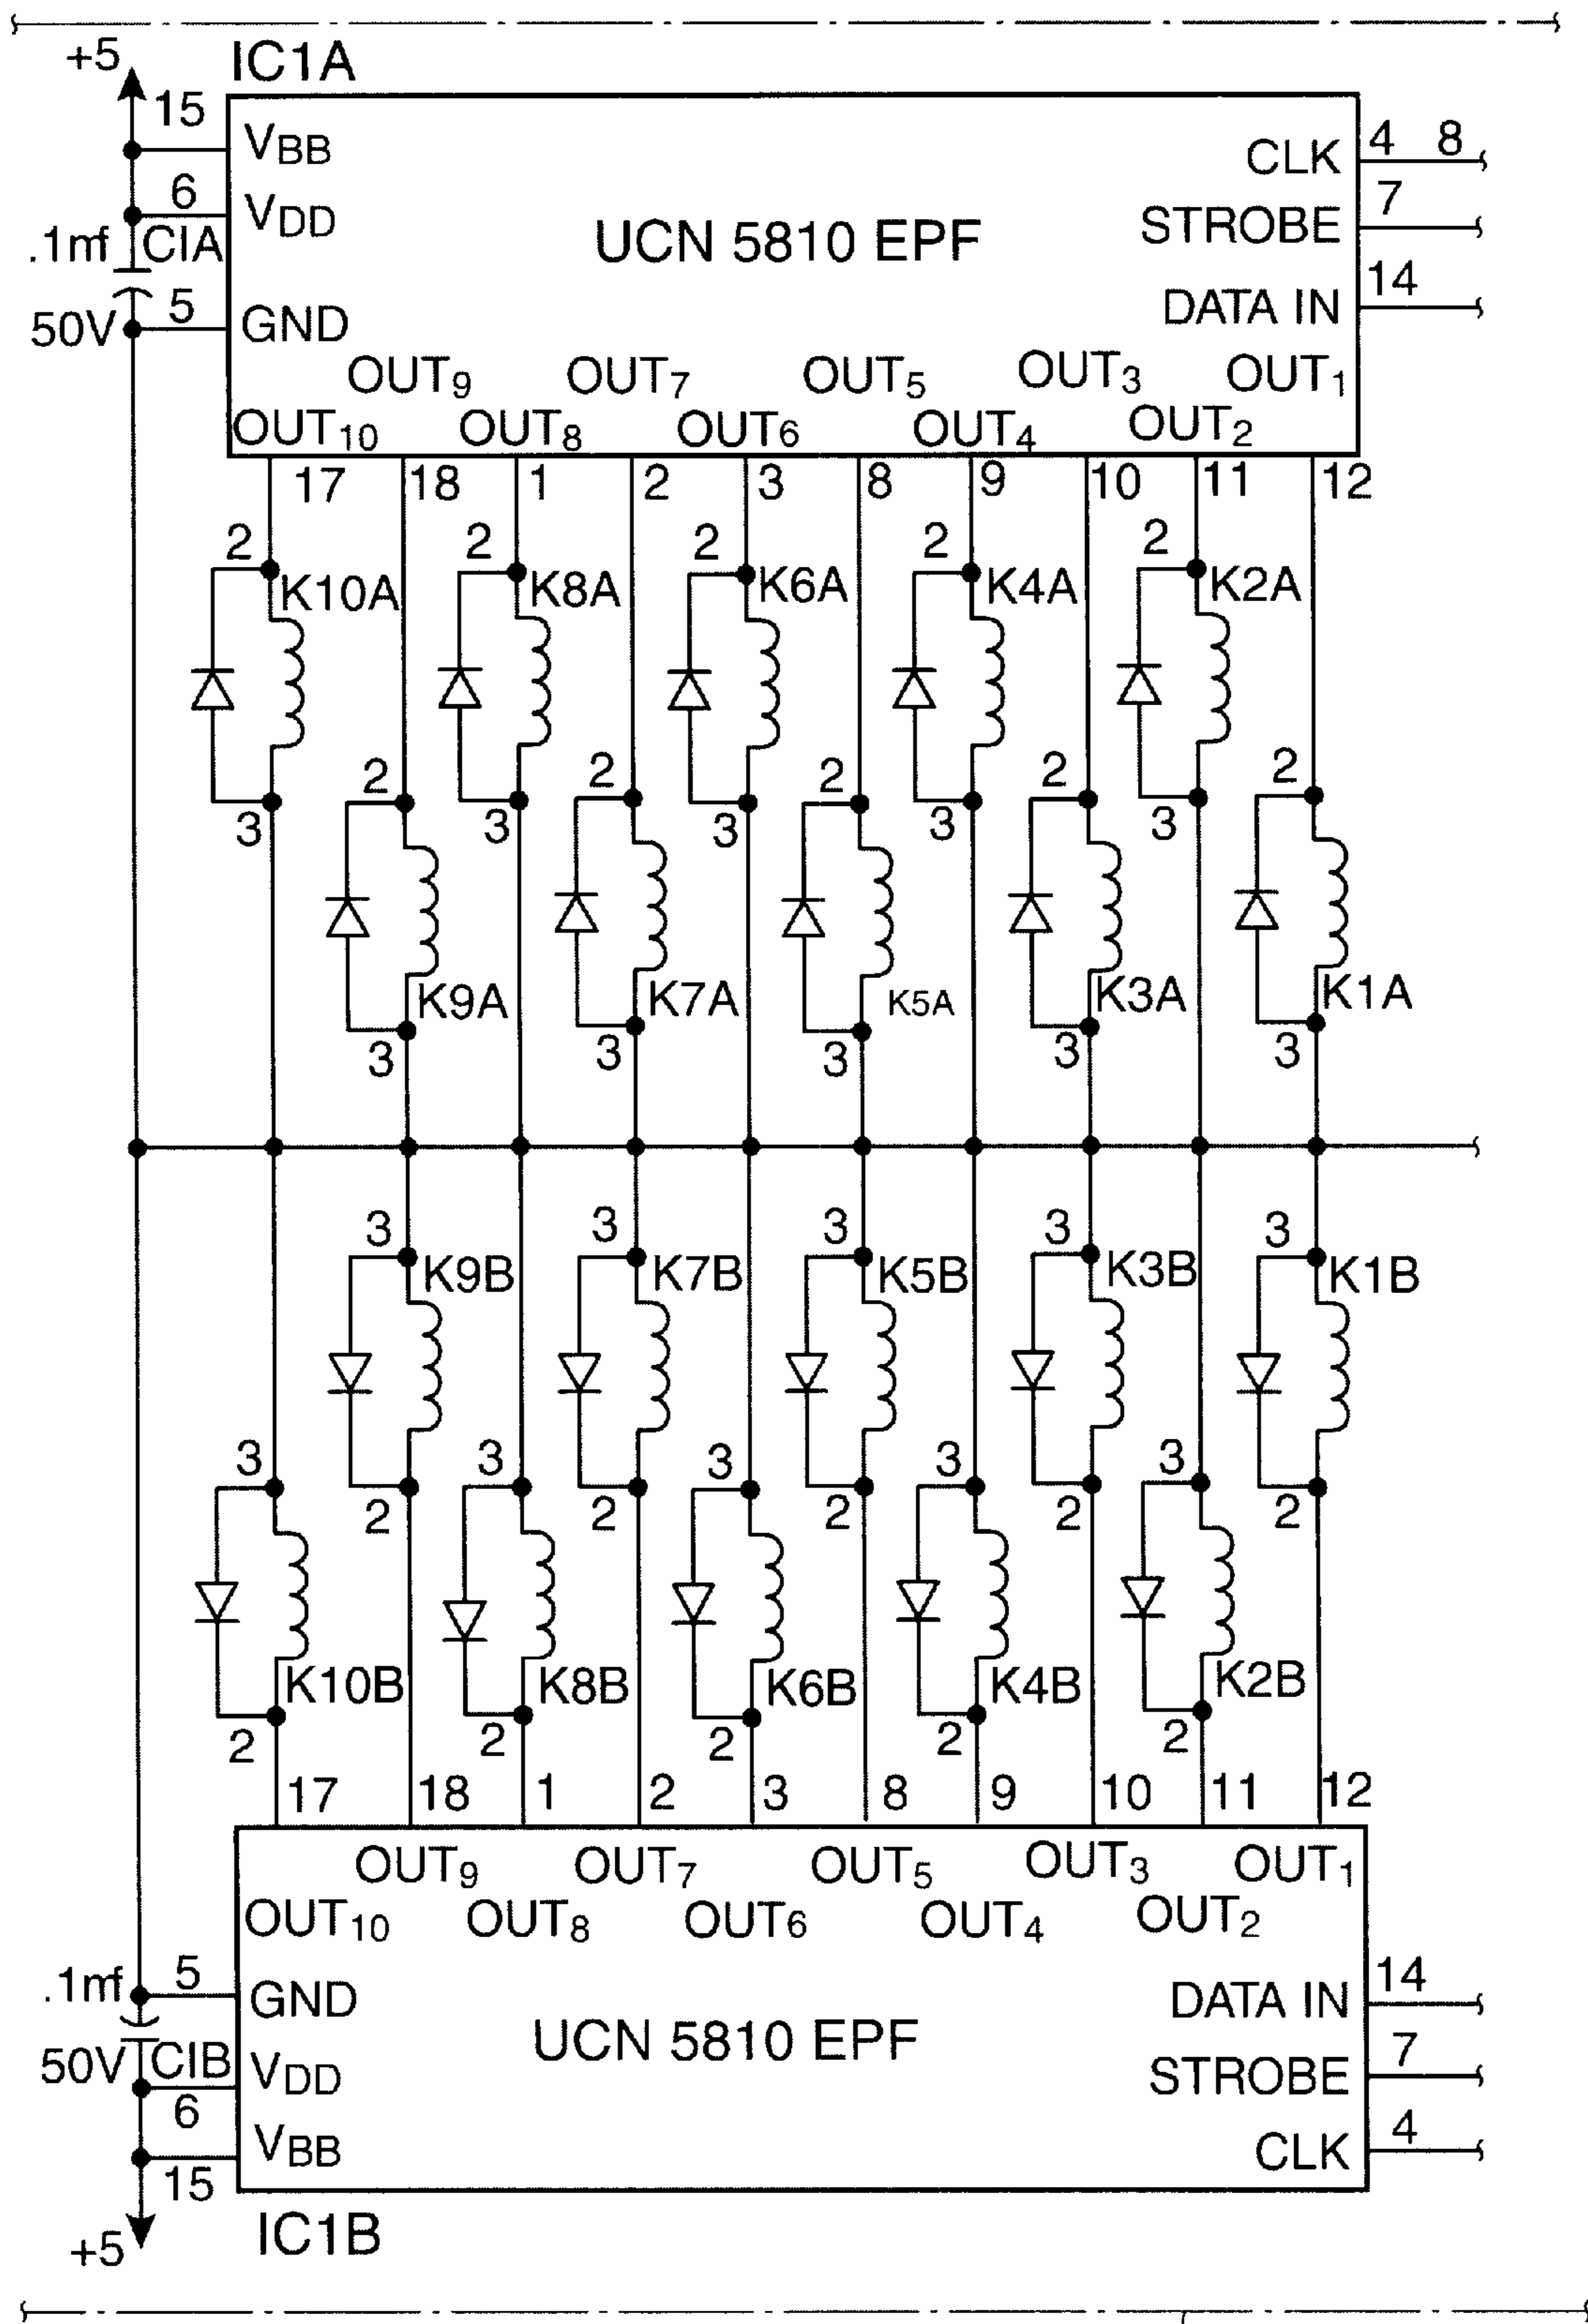 +5
IC1A
15
VBB
CLK
4
8
6
VDD
UCN 5810 EPF
STROBE
7
.1mf
CIA
5
DATA IN
14
50V
GND
OUT9
OUT7
OUT5
OUT3
OUT1
OUT10
OUT8
OUT6
OUT4
OUT2
17
18
1
2
3
8
9
10
11
12
2
2
2
2
2
K10A
K8A
K6A
K4A
K2A
2
2
2
2
2
3
3
3
3
3
K9A
K7A
K5A
K3A
K1A
3
3
3
3
3
3
3
3
3
3
K9B
K7B
K5B
K3B
K1B
3
3
3
3
3
2
2
2
2
2
K10B
K8B
K6B
K4B
K2B
2
2
2
2
2
17
18
1
2
3
8
9
10
11
12
OUT9
OUT7
OUT5
OUT3
OUT1
OUT10
OUT8
OUT6
OUT4
OUT2
.1mf
5
GND
DATA IN
14
50V
CIB
VDD
UCN 5810 EPF
STROBE
7
6
VBB
CLK
4
15
+5
IC1B